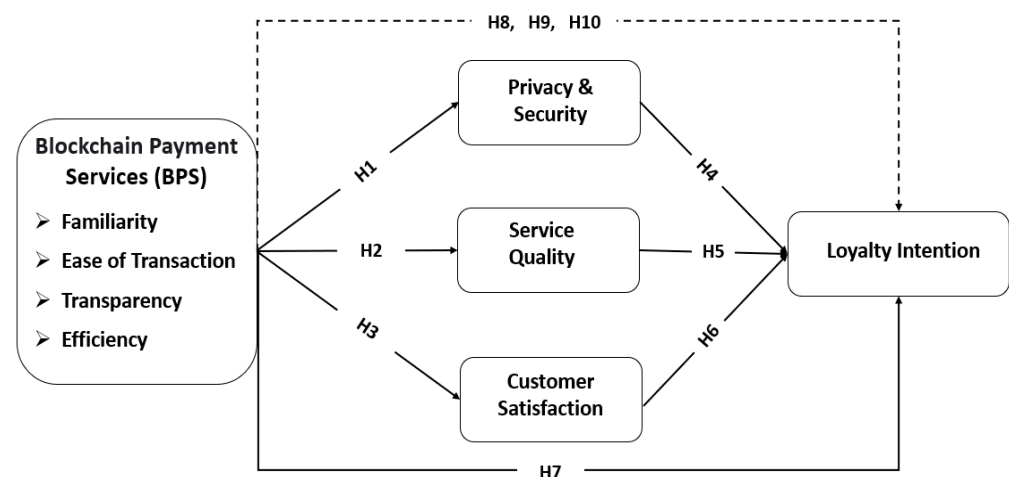 H8, H9, H10
Privacy &
Security
Blockchain Payment
Services (BPS)
➢ Familiarity
➢ Ease of Transaction
➢ Transparency
➢ Efficiency
H1
H4
H2
Service
Quality
H5
Loyalty Intention
H3
H6
Customer
Satisfaction
H7